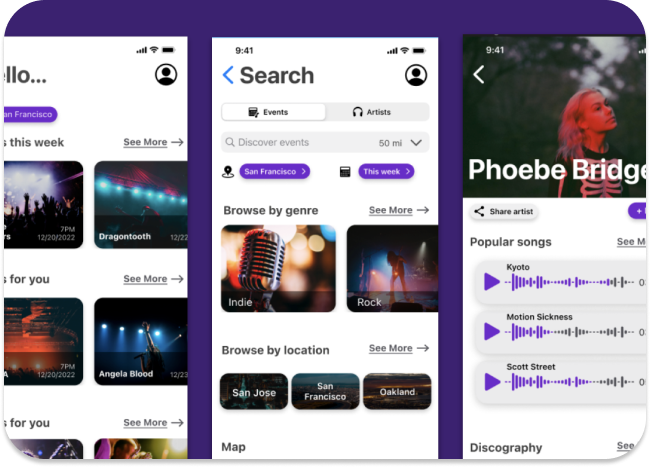 llo...
an Francisco
s this week
See More →
7PM
rs
12/20/2022
Dragontooth
12/22
s for you
See More →
7PM
A
12/20/2022
Angela Blood
12/23
s for you
See More →
9:41
< Search
Events
Artists
Discover events
50 mi
San Francisco >
This week >
Browse by genre
See More →
Indie
Rock
Browse by location
See More →
San Jose
San
Francisco
Oakland
Map
9:41
Phoebe Bridge
Share artist
+
Popular songs
See M
Kyoto
0
Motion Sickness
0
Scott Street
0
Discography
See